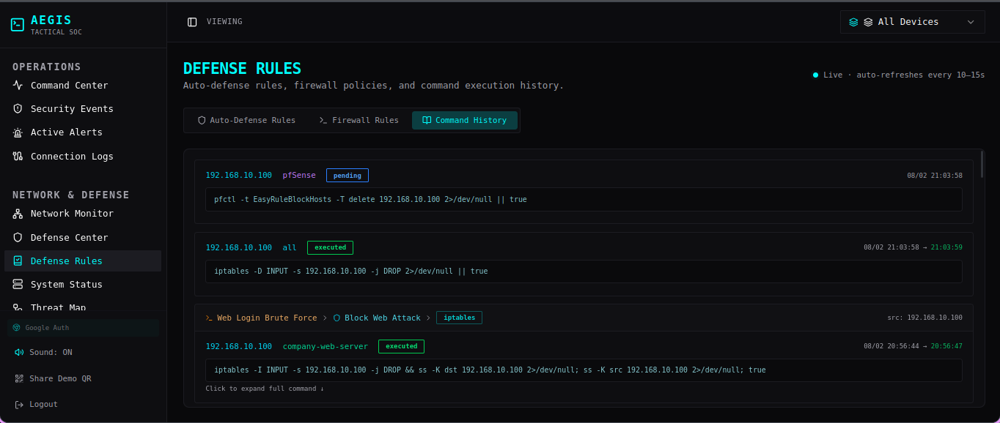 AEGIS
TACTICAL SOC
OPERATIONS
Command Center
Security Events
Active Alerts
Connection Logs
NETWORK & DEFENSE
Network Monitor
Defense Center
Defense Rules
System Status
Threat Map
Google Auth
Sound: ON
Share Demo QR
Logout
VIEWING
All Devices
DEFENSE RULES
Auto-defense rules, firewall policies, and command execution history.
Live · auto-refreshes every 10–15s
Auto-Defense Rules Firewall Rules Command History
192.168.10.100 pfSense pending 08/02 21:03:58
pfctl -t EasyRuleBlockHosts -T delete 192.168.10.100 2>/dev/null || true
192.168.10.100 all executed 08/02 21:03:58 → 21:03:59
iptables -D INPUT -s 192.168.10.100 -j DROP 2>/dev/null || true
Web Login Brute Force > Block Web Attack > iptables src: 192.168.10.100
192.168.10.100 company-web-server executed 08/02 20:56:44 → 20:56:47
iptables -I INPUT -s 192.168.10.100 -j DROP && ss -K dst 192.168.10.100 2>/dev/null; ss -K src 192.168.10.100 2>/dev/null; true
Click to expand full command ↓